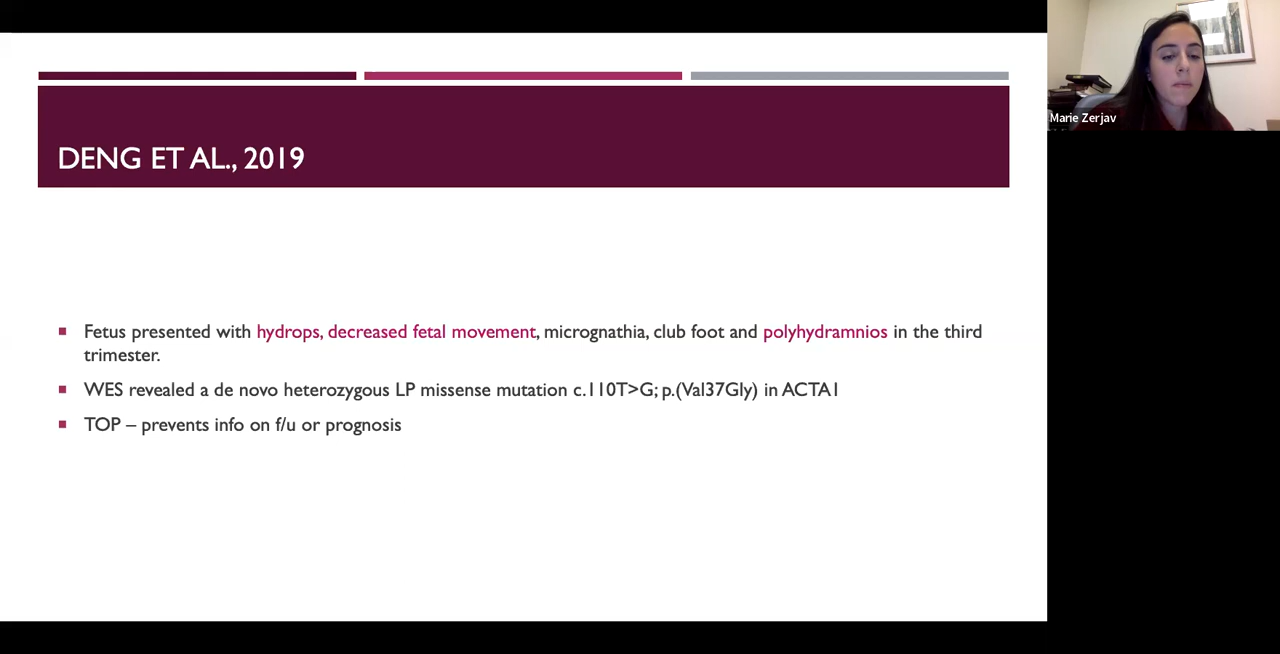 DENG ET AL., 2019
Fetus presented with hydrops, decreased fetal movement, micrognathia, club foot and polyhydramnios in the third
trimester.
WES revealed a de novo heterozygous LP missense mutation c.110T>G; p.(Val37Gly) in ACTA1
TOP – prevents info on f/u or prognosis
Marie Zerjav